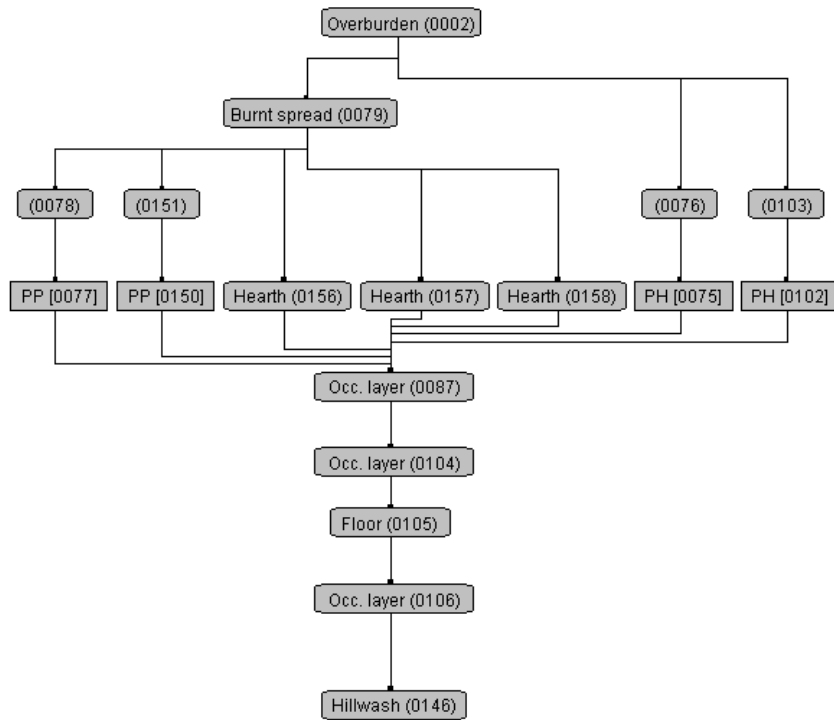 Overburden (0002)
Burnt spread (0079)
(0078)
(0151)
(0076)
(0103)
PP [0077]
PP [0150]
Hearth (0156)
Hearth (0157)
Hearth (0158)
PH [0075]
PH [0102]
Occ. layer (0087)
Occ. layer (0104)
Floor (0105)
Occ. layer (0106)
Hillwash (0146)